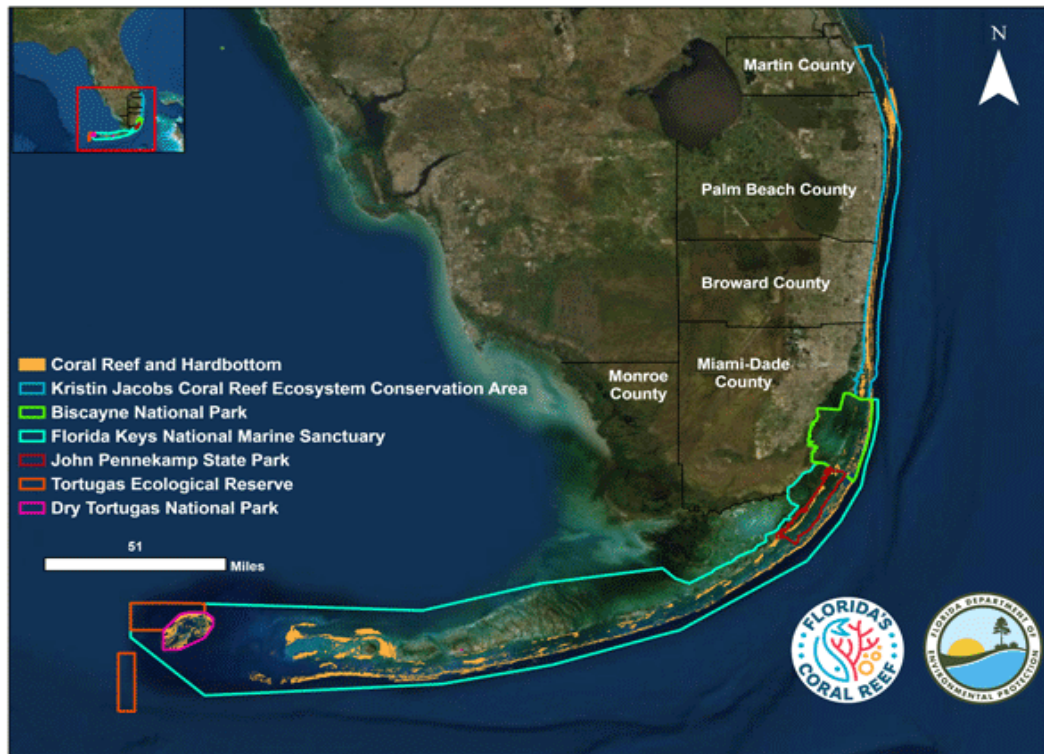 N
Martin County
Palm Beach County
Broward County
Miami-Dade
County
Monroe
County
Coral Reef and Hardbottom
Kristin Jacobs Coral Reef Ecosystem Conservation Area
Biscayne National Park
Florida Keys National Marine Sanctuary
John Pennekamp State Park
Tortugas Ecological Reserve
Dry Tortugas National Park
51
Miles
FLORIDA'S
CORAL REEF
FLORIDA DEPARTMENT OF
ENVIRONMENTAL PROTECTION